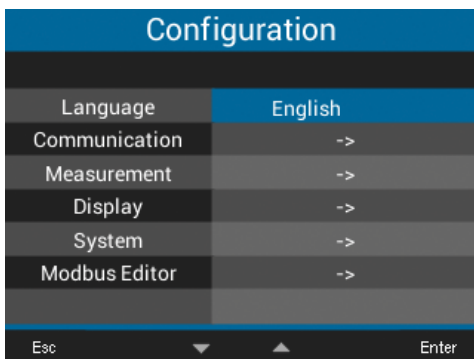 Configuration
Language English
Communication ->
Measurement ->
Display ->
System ->
Modbus Editor ->
Esc Enter